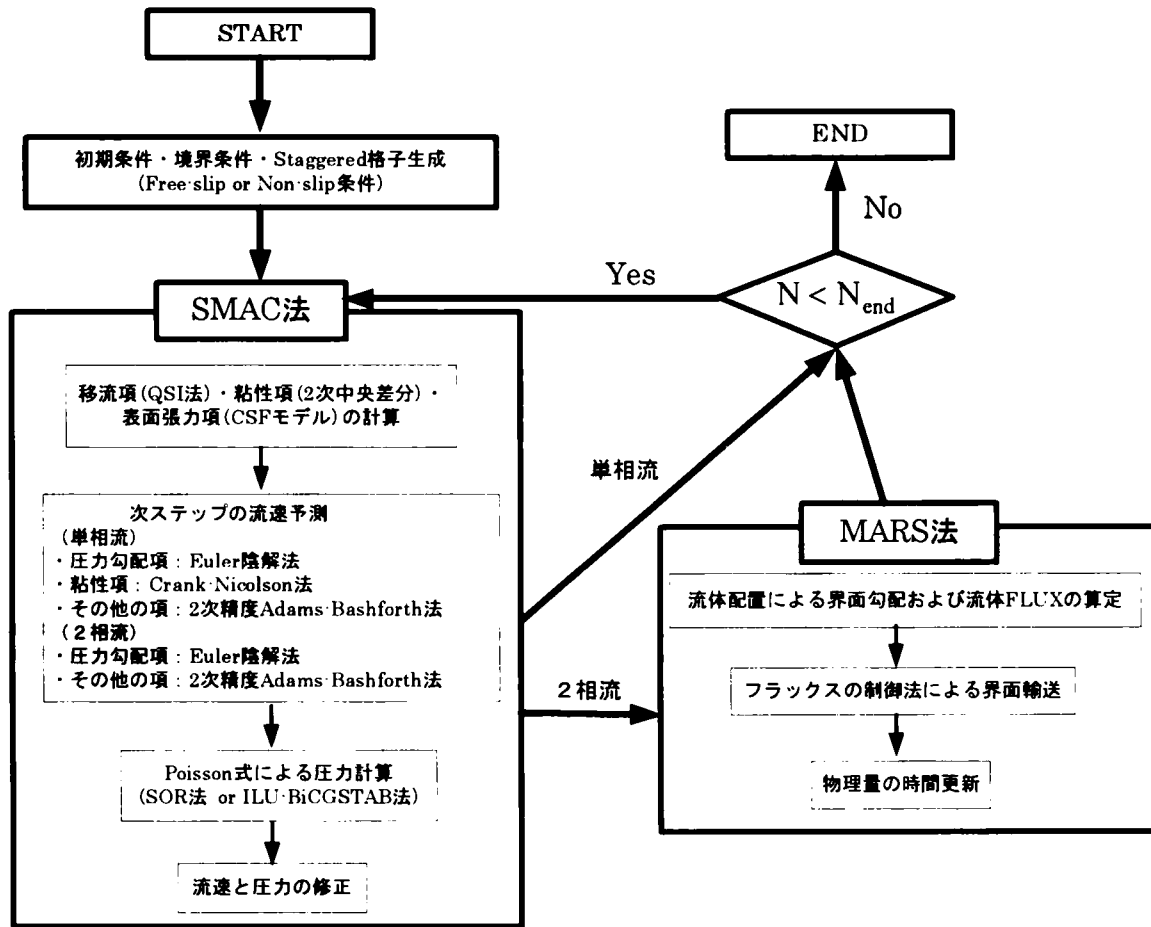 START
初期条件・境界条件・Staggered格子生成
(Free-slip or Non-slip条件)
SMAC法
移流項(QSI法)・粘性項(2次中央差分)・
表面張力項(CSFモデル)の計算
次ステップの流速予測
(単相流)
・圧力勾配項：Euler陰解法
・粘性項：Crank-Nicolson法
・その他の項：2次精度Adams-Bashforth法
(２相流)
・圧力勾配項：Euler陰解法
・その他の項：2次精度Adams-Bashforth法
Poisson式による圧力計算
(SOR法 or ILU-BiCGSTAB法)
流速と圧力の修正
単相流
２相流
MARS法
流体配置による界面勾配および流体FLUXの算定
フラックスの制御法による界面輸送
物理量の時間更新
N < Nend
Yes
No
END